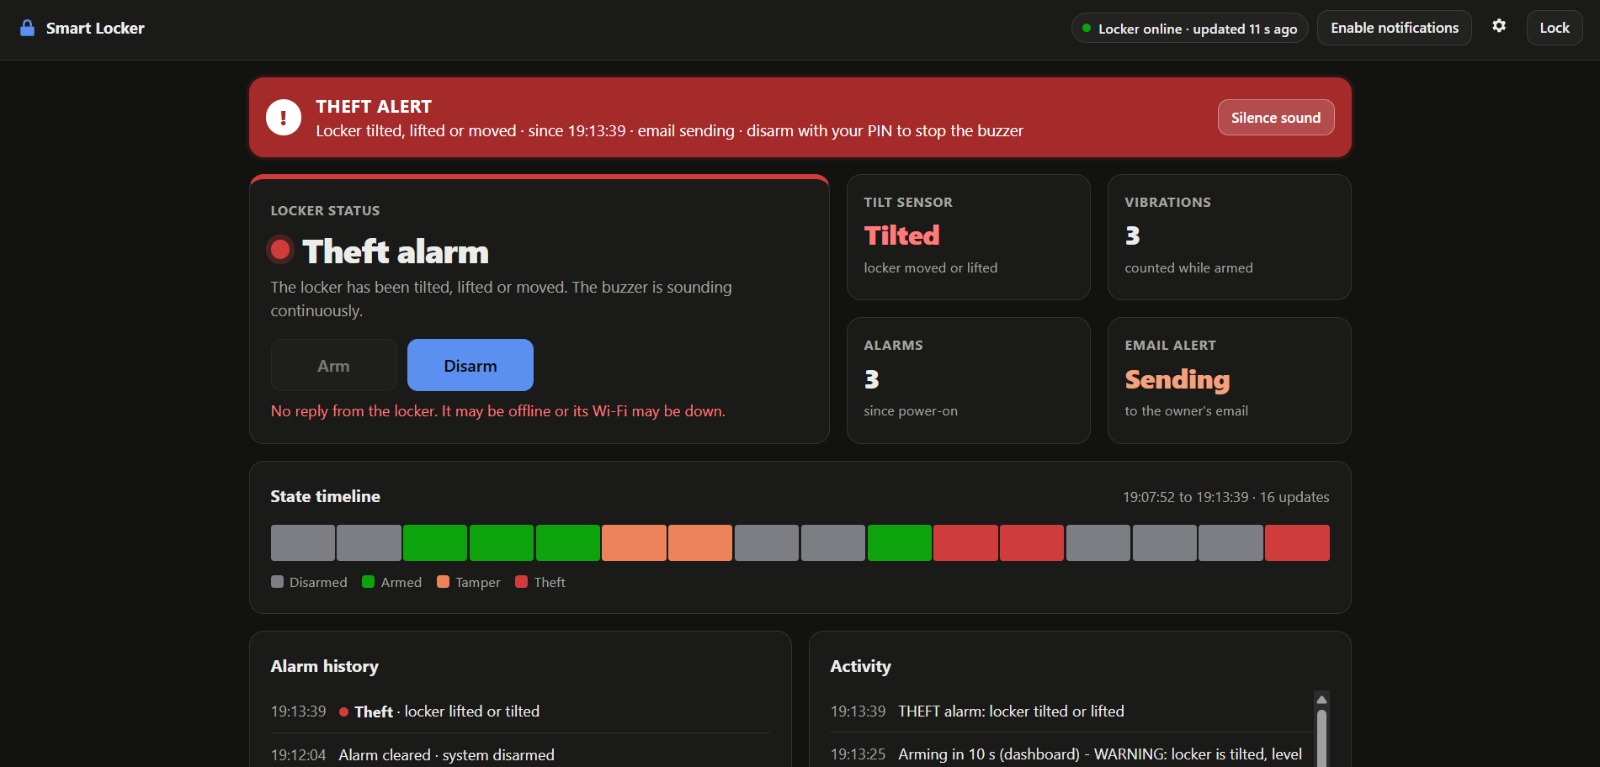 Smart Locker
Locker online · updated 11 s ago
Enable notifications
Lock
!
THEFT ALERT
Locker tilted, lifted or moved · since 19:13:39 · email sending · disarm with your PIN to stop the buzzer
Silence sound
LOCKER STATUS
Theft alarm
The locker has been tilted, lifted or moved. The buzzer is sounding
continuously.
Arm
Disarm
No reply from the locker. It may be offline or its Wi-Fi may be down.
TILT SENSOR
Tilted
locker moved or lifted
VIBRATIONS
3
counted while armed
ALARMS
3
since power-on
EMAIL ALERT
Sending
to the owner's email
State timeline
19:07:52 to 19:13:39 · 16 updates
Disarmed
Armed
Tamper
Theft
Alarm history
19:13:39 Theft · locker lifted or tilted
19:12:04 Alarm cleared · system disarmed
Activity
19:13:39 THEFT alarm: locker tilted or lifted
19:13:25 Arming in 10 s (dashboard) - WARNING: locker is tilted, level